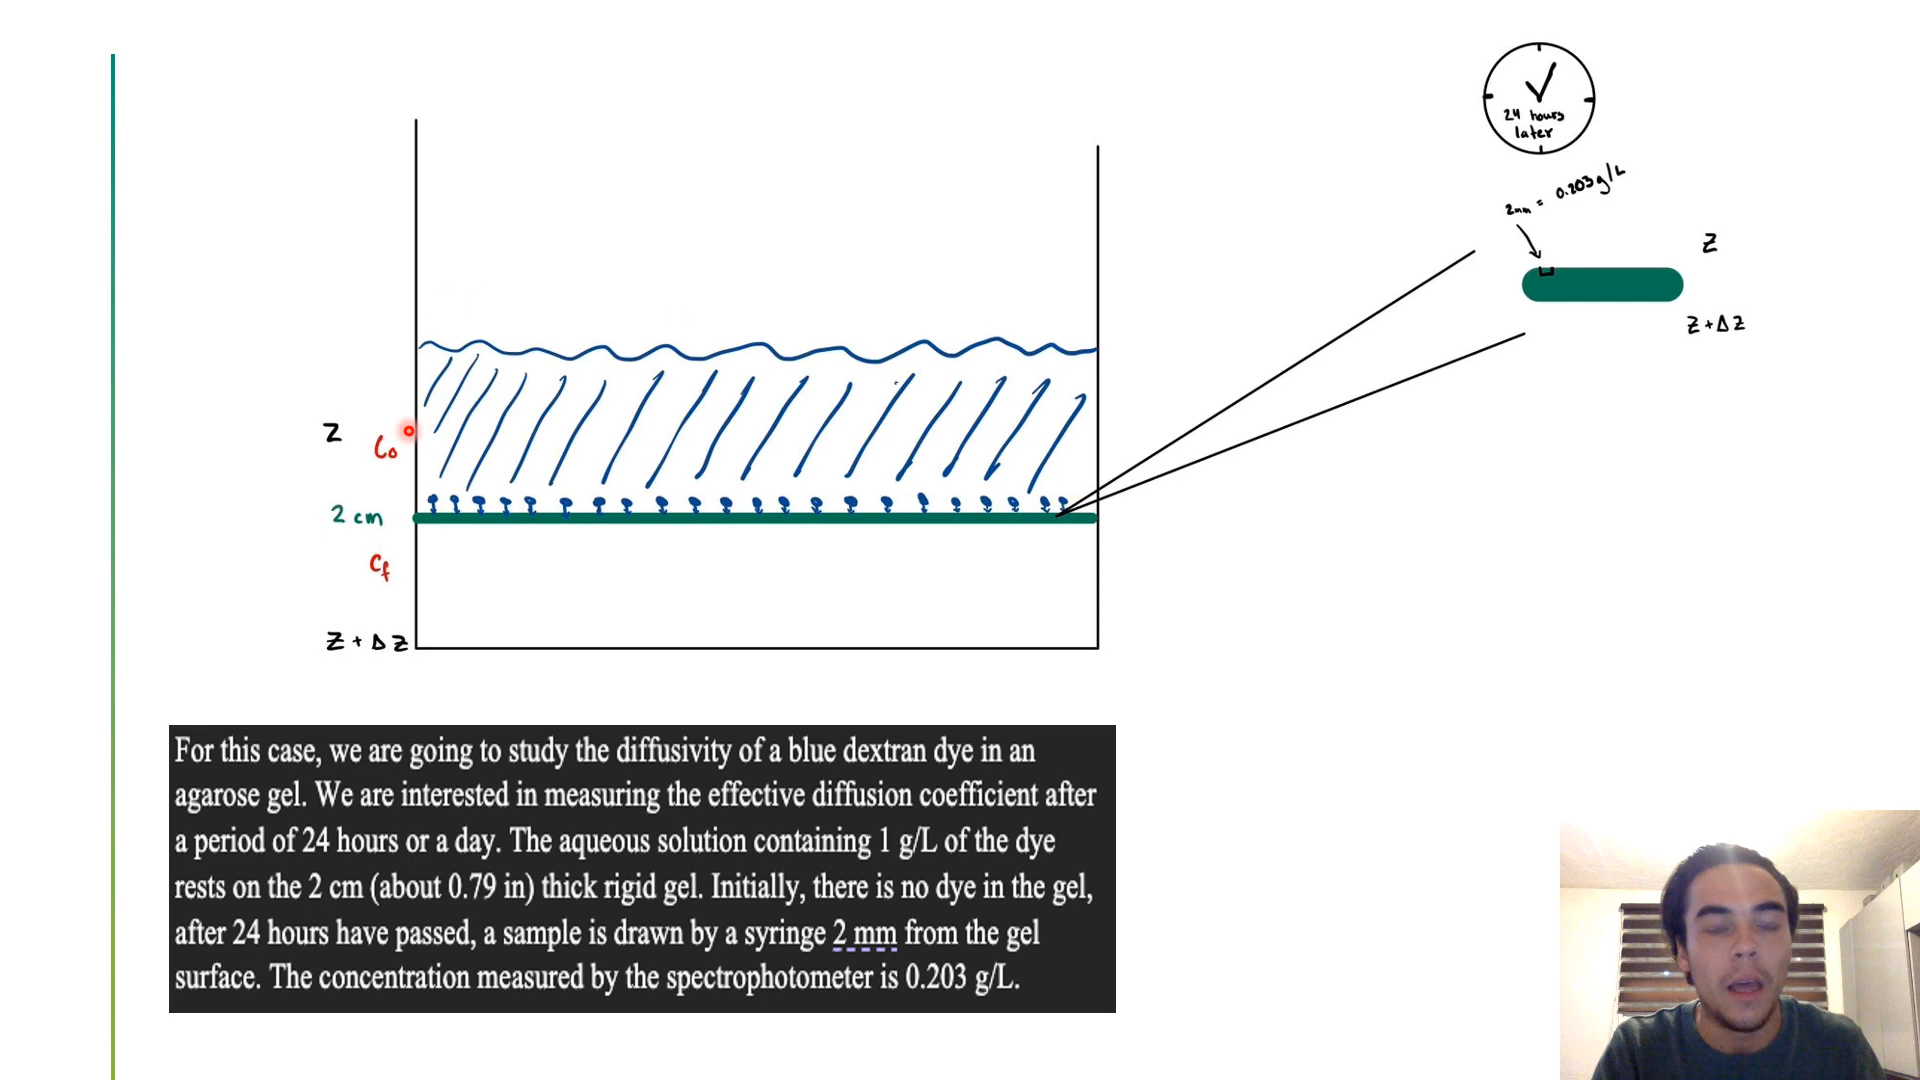 24 hours
later
2mm = 0.203 g/L
Z
Z + Δ Z
Z
C₀
2 cm
C_f
Z + Δ Z
For this case, we are going to study the diffusivity of a blue dextran dye in an
agarose gel. We are interested in measuring the effective diffusion coefficient after
a period of 24 hours or a day. The aqueous solution containing 1 g/L of the dye
rests on the 2 cm (about 0.79 in) thick rigid gel. Initially, there is no dye in the gel,
after 24 hours have passed, a sample is drawn by a syringe 2 mm from the gel
surface. The concentration measured by the spectrophotometer is 0.203 g/L.